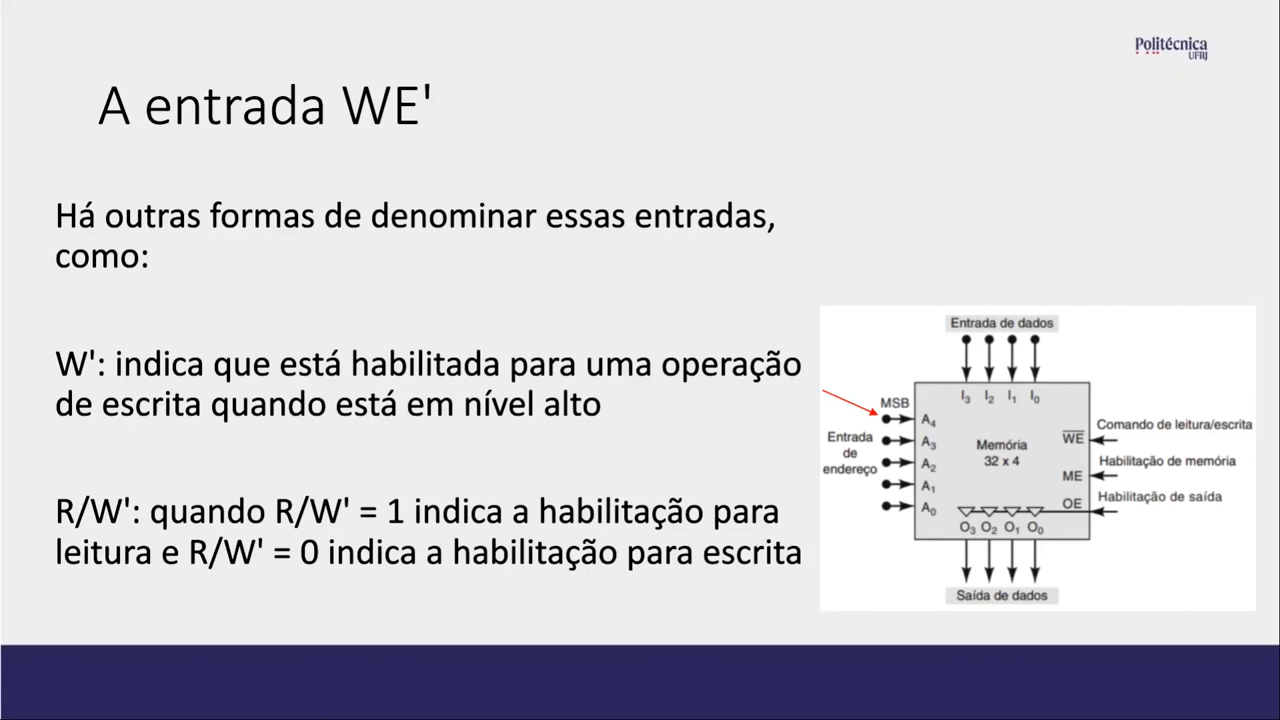 Politécnica
UFRJ
A entrada WE'
Há outras formas de denominar essas entradas,
como:
W': indica que está habilitada para uma operação
de escrita quando está em nível alto
R/W': quando R/W' = 1 indica a habilitação para
leitura e R/W' = 0 indica a habilitação para escrita
Entrada de dados
I₃ I₂ I₁ I₀
MSB
A₄
A₃
A₂
A₁
A₀
Entrada
de
endereço
Memória
32 x 4
W̅E̅
ME
OE
Comando de leitura/escrita
Habilitação de memória
Habilitação de saída
O₃ O₂ O₁ O₀
Saída de dados